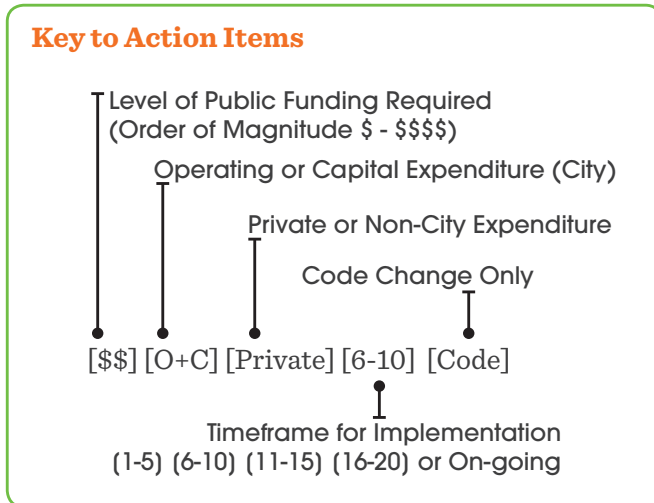 Key to Action Items
Level of Public Funding Required
(Order of Magnitude $ - $$$$)
Operating or Capital Expenditure (City)
Private or Non-City Expenditure
Code Change Only
[$$] [O+C] [Private] [6-10] [Code]
Timeframe for Implementation
(1-5) (6-10) (11-15) (16-20) or On-going